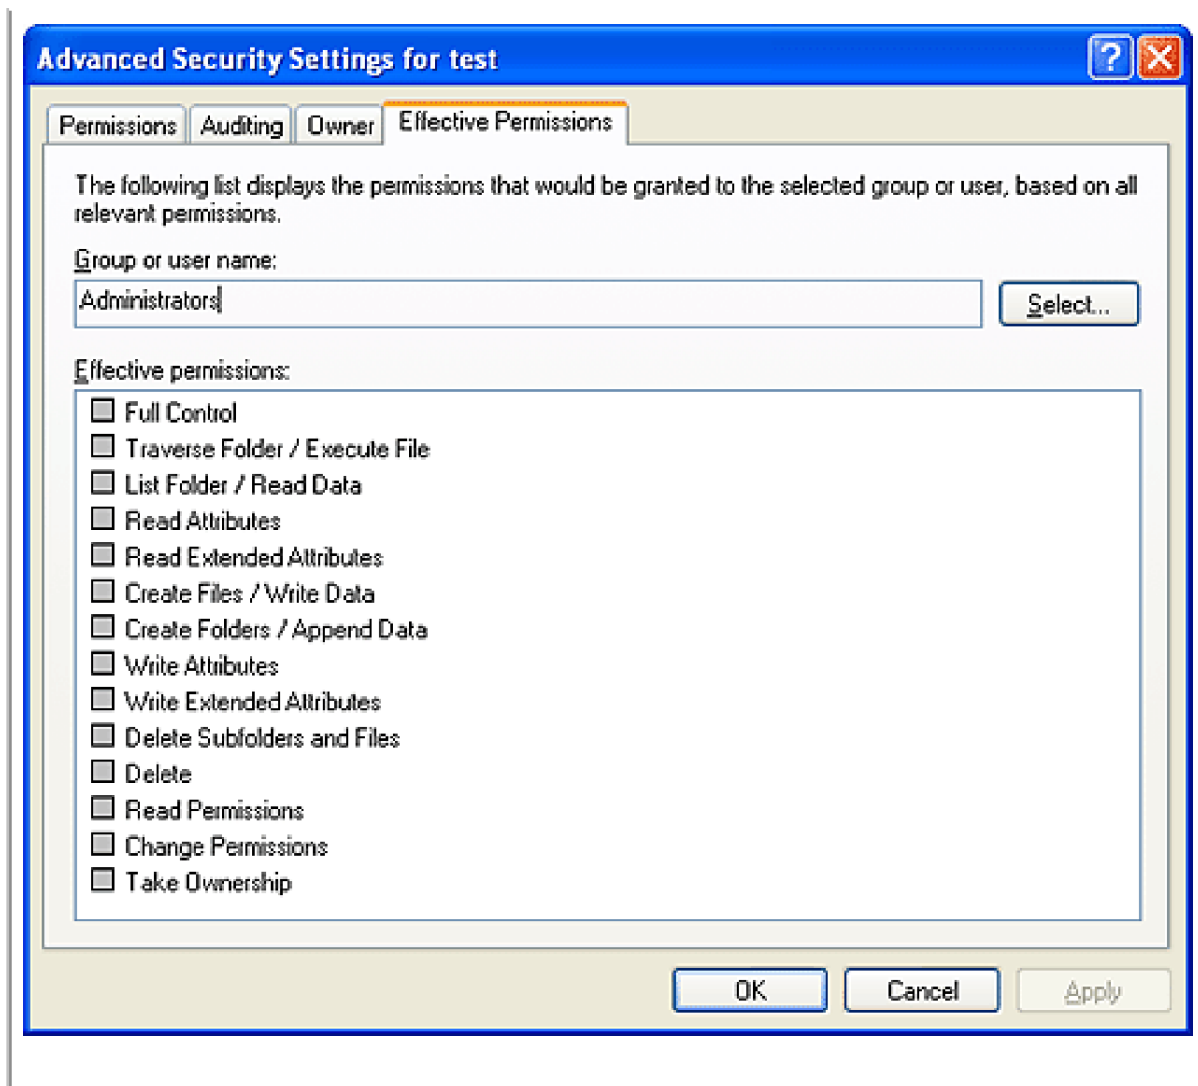 Advanced Security Settings for test
?
Permissions Auditing Owner Effective Permissions
The following list displays the permissions that would be granted to the selected group or user, based on all
relevant permissions.
Group or user name:
Administrators
Select...
Effective permissions:
Full Control
Traverse Folder / Execute File
List Folder / Read Data
Read Attributes
Read Extended Attributes
Create Files / Write Data
Create Folders / Append Data
Write Attributes
Write Extended Attributes
Delete Subfolders and Files
Delete
Read Permissions
Change Permissions
Take Ownership
OK Cancel Apply